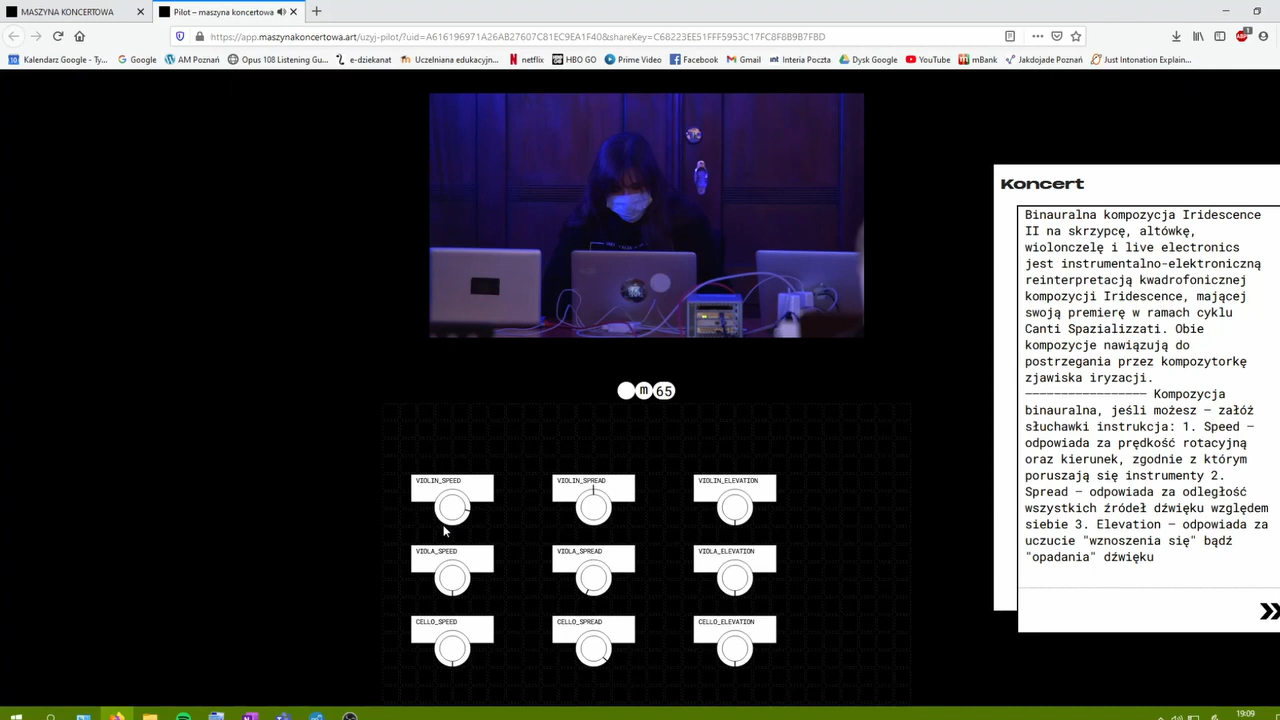 MASZYNA KONCERTOWA
Pilot – maszyna koncertowa
https://app.maszynakoncertowa.art/uzyj-pilot/?uid=A616196971A26AB27607C81EC9EA1F40&shareKey=C68223EE51FFF5953C17FC8F8B9B7FBD
Kalendarz Google - Ty...
Google
AM Poznań
Opus 108 Listening Gu...
e-dziekanat
Uczelniana edukacyjn...
netflix
HBO GO
Prime Video
Facebook
Gmail
Interia Poczta
Dysk Google
YouTube
mBank
Jakdojade Poznań
Just Intonation Explain...
Koncert
Binauralna kompozycja Iridescence
II na skrzypcę, altówkę,
wiolonczelę i live electronics
jest instrumentalno-elektroniczną
reinterpretacją kwadrofonicznej
kompozycji Iridescence, mającej
swoją premierę w ramach cyklu
Canti Spazializzati. Obie
kompozycje nawiązują do
postrzegania przez kompozytorkę
zjawiska iryzacji.
----------------- Kompozycja
binauralna, jeśli możesz – załóż
słuchawki instrukcja: 1. Speed –
odpowiada za prędkość rotacyjną
oraz kierunek, zgodnie z którym
poruszają się instrumenty 2.
Spread – odpowiada za odległość
wszystkich źródeł dźwięku względem
siebie 3. Elevation – odpowiada za
uczucie "wznoszenia się" bądź
"opadania" dźwięku
m 65
VIOLIN_SPEED
VIOLIN_SPREAD
VIOLIN_ELEVATION
VIOLA_SPEED
VIOLA_SPREAD
VIOLA_ELEVATION
CELLO_SPEED
CELLO_SPREAD
CELLO_ELEVATION
19:09